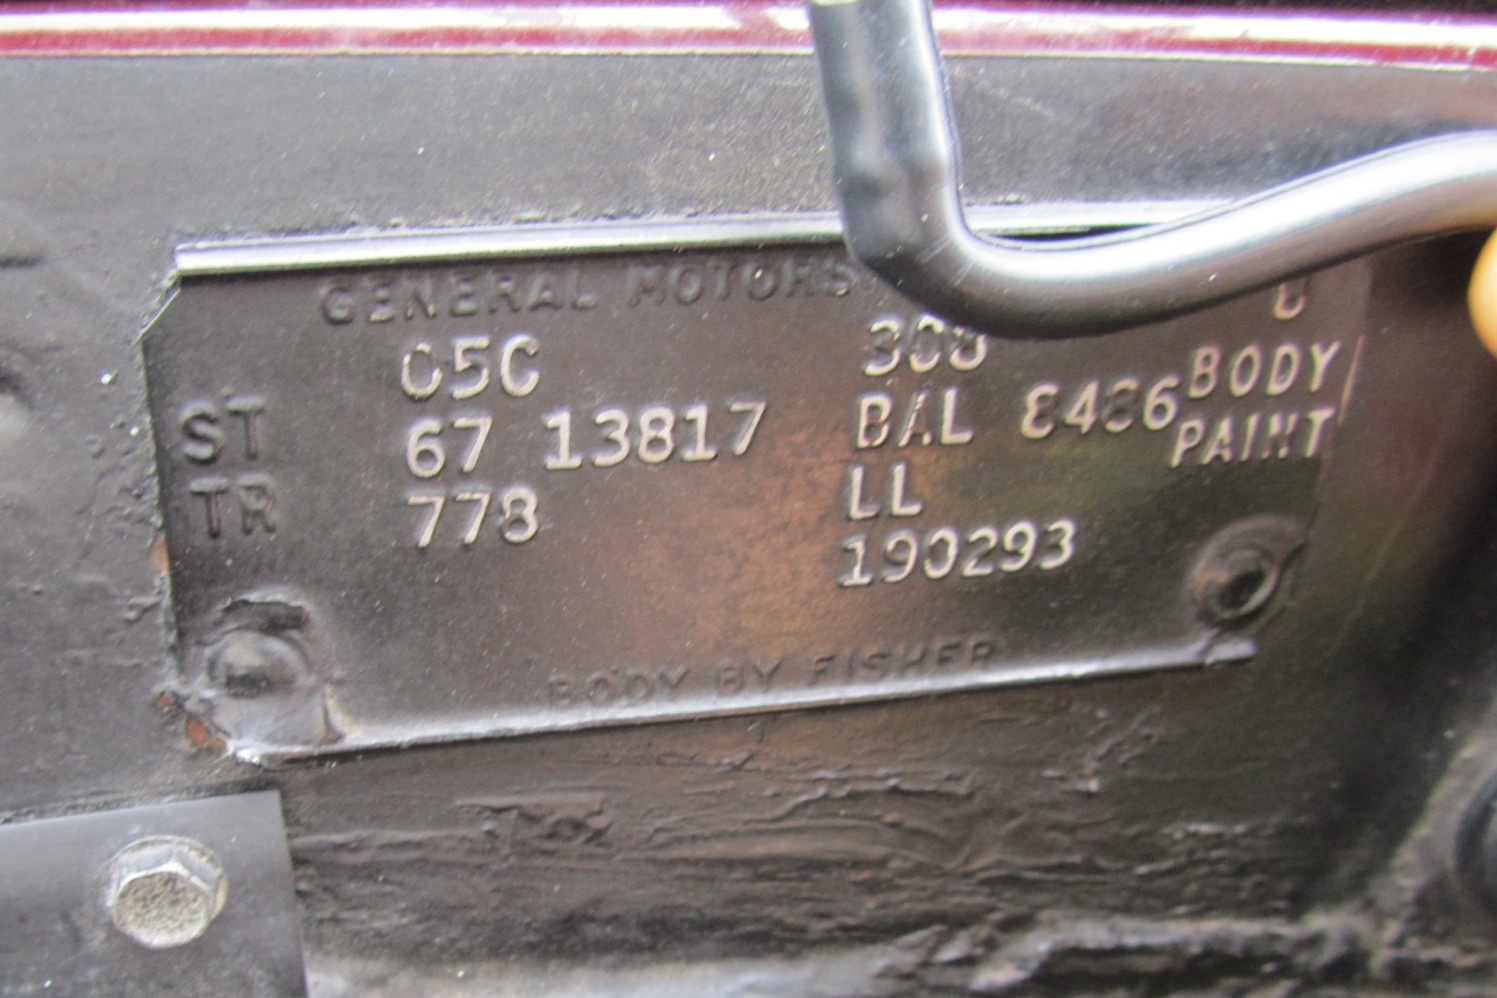 GENERAL MOTORS
05C 308 U
ST 67 13817 BAL 8486 BODY
TR 778 LL PAINT
190293
BODY BY FISHER